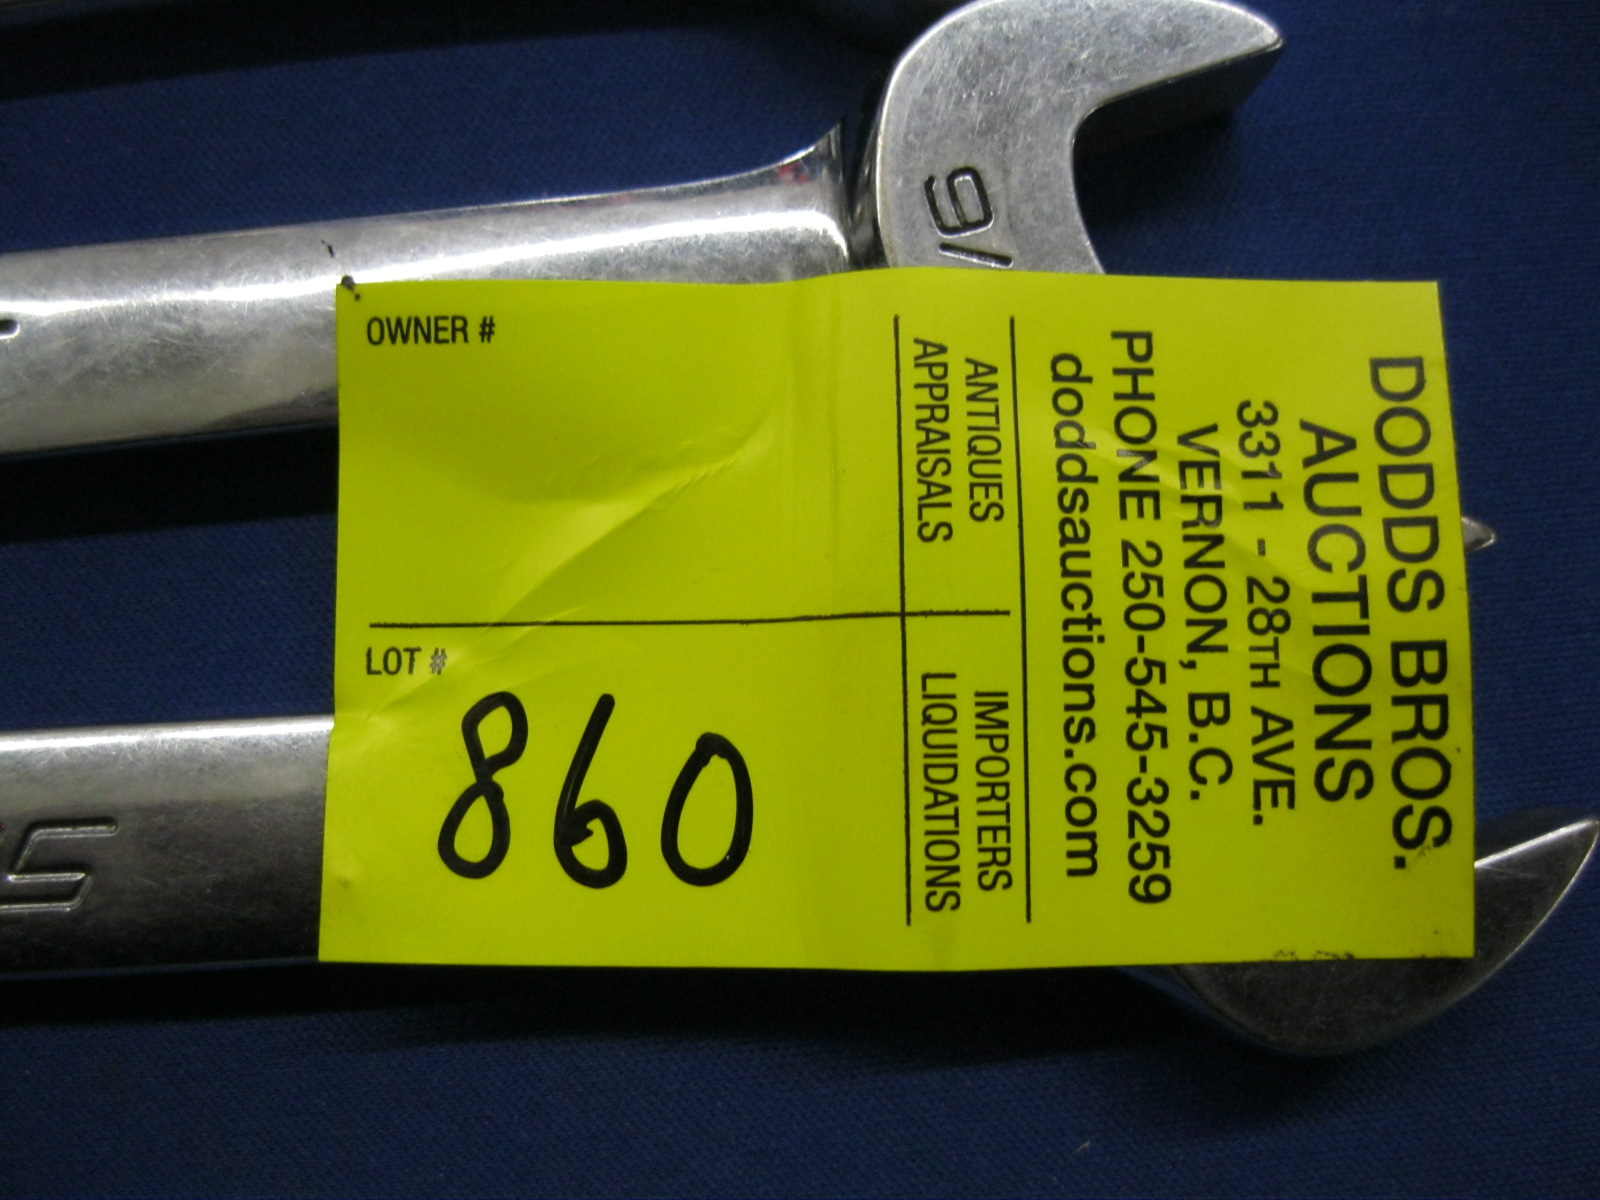 9/
OWNER #
LOT #
860
DODDS BROS.
AUCTIONS
3311 - 28TH AVE.
VERNON, B.C.
PHONE 250-545-3259
doddsauctions.com
ANTIQUES IMPORTERS
APPRAISALS LIQUIDATIONS
S